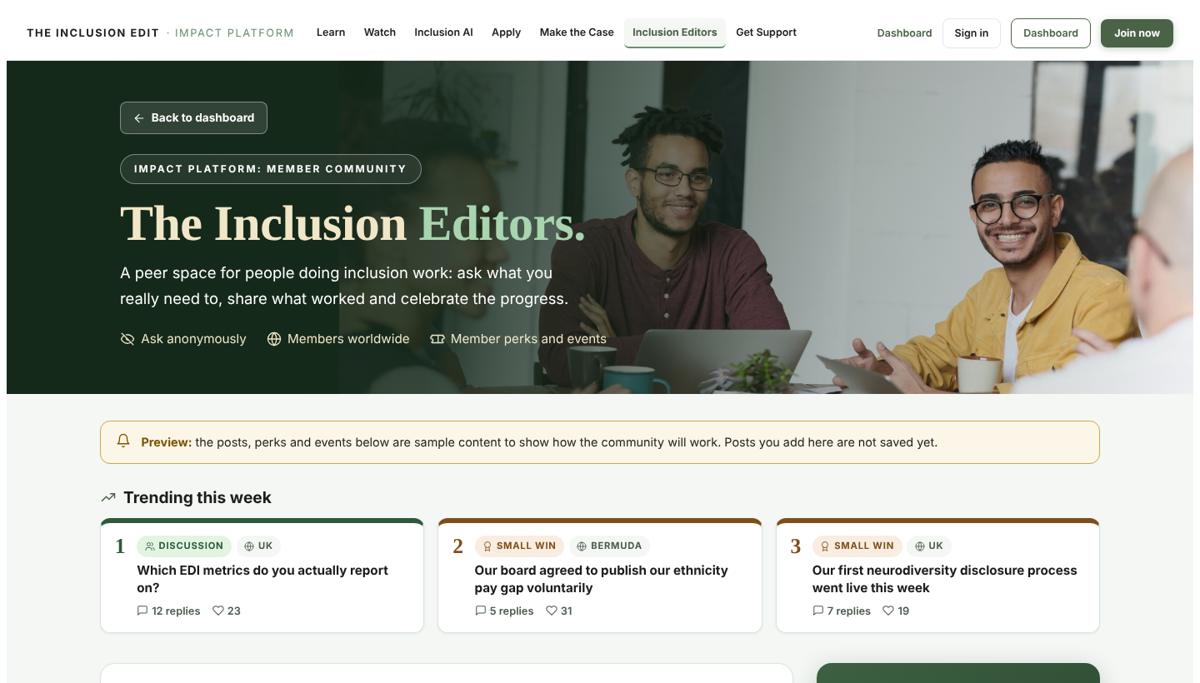 THE INCLUSION EDIT · IMPACT PLATFORM
Learn
Watch
Inclusion AI
Apply
Make the Case
Inclusion Editors
Get Support
Dashboard
Sign in
Dashboard
Join now
Back to dashboard
IMPACT PLATFORM: MEMBER COMMUNITY
The Inclusion Editors.
A peer space for people doing inclusion work: ask what you
really need to, share what worked and celebrate the progress.
Ask anonymously
Members worldwide
Member perks and events
Preview: the posts, perks and events below are sample content to show how the community will work. Posts you add here are not saved yet.
Trending this week
1 DISCUSSION UK
Which EDI metrics do you actually report
on?
12 replies 23
2 SMALL WIN BERMUDA
Our board agreed to publish our ethnicity
pay gap voluntarily
5 replies 31
3 SMALL WIN UK
Our first neurodiversity disclosure process
went live this week
7 replies 19